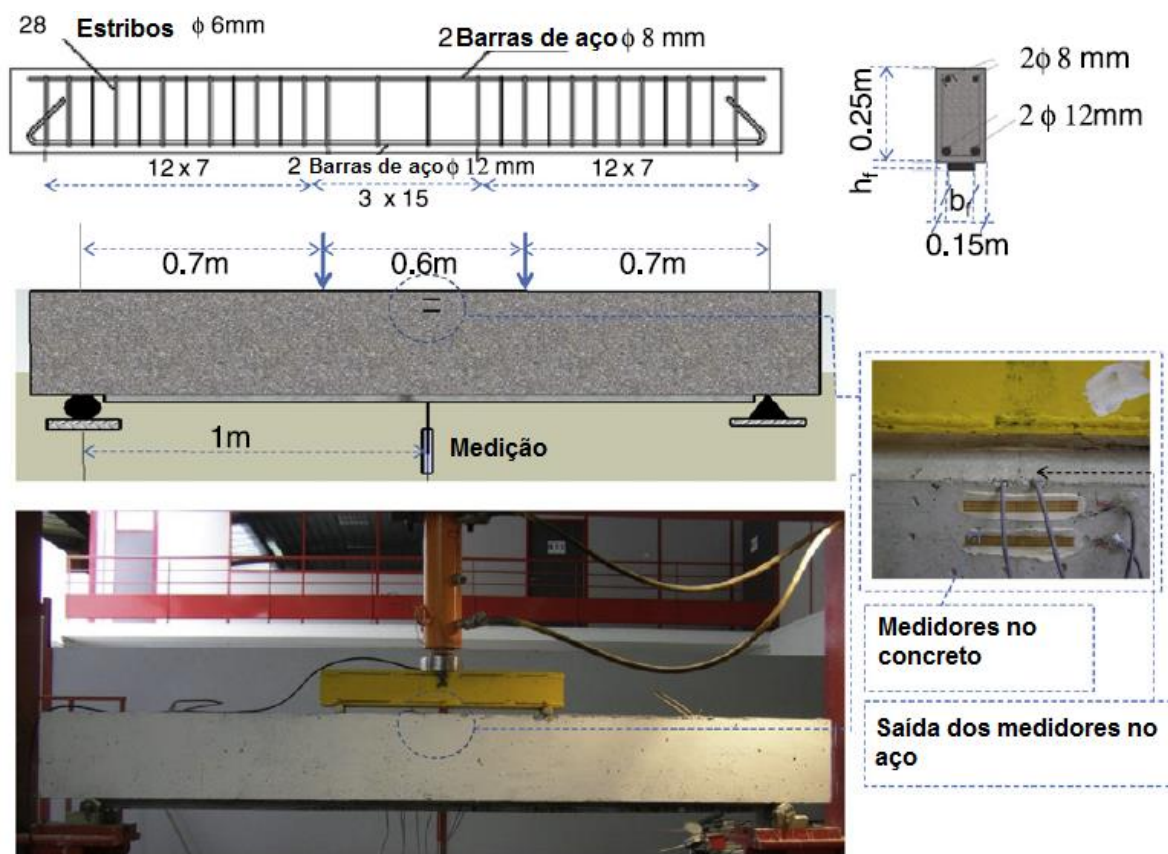 28 Estribos ϕ 6mm
2 Barras de aço ϕ 8 mm
12 x 7
2 Barras de aço ϕ 12 mm
12 x 7
3 x 15
2ϕ 8 mm
2 ϕ 12mm
0.25m
hf
bf
0.15m
0.7m
0.6m
0.7m
1m
Medição
Medidores no
concreto
Saída dos medidores no
aço